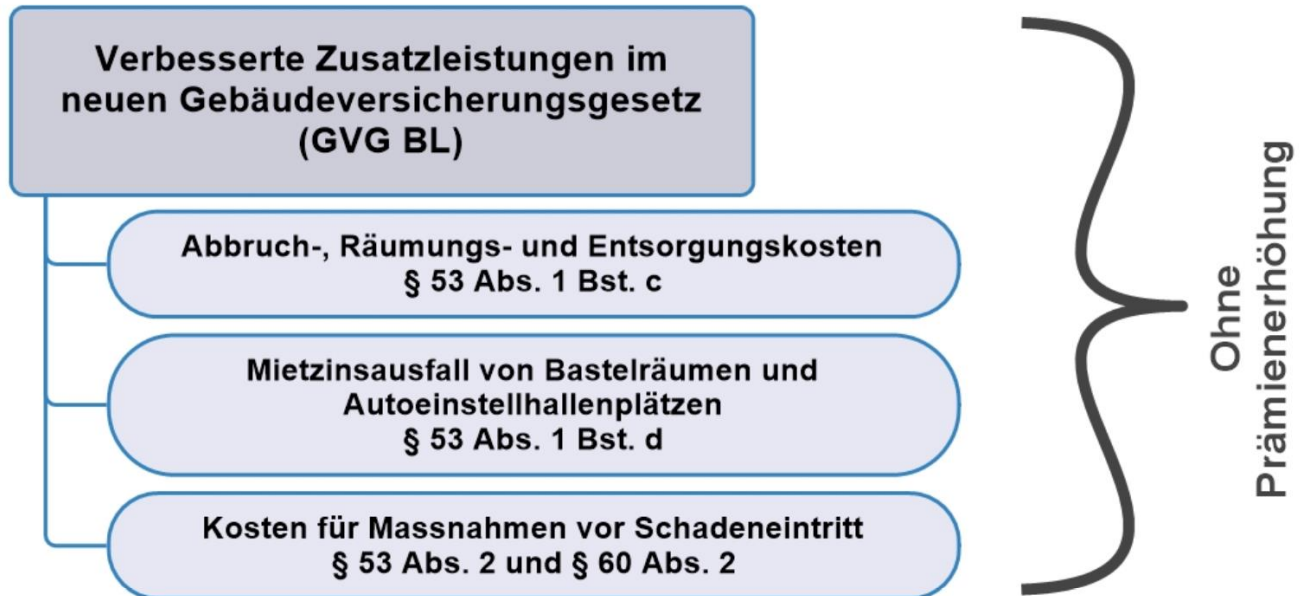 Verbesserte Zusatzleistungen im
neuen Gebäudeversicherungsgesetz
(GVG BL)
Abbruch-, Räumungs- und Entsorgungskosten
§ 53 Abs. 1 Bst. c
Mietzinsausfall von Bastelräumen und
Autoeinstellhallenplätzen
§ 53 Abs. 1 Bst. d
Kosten für Massnahmen vor Schadeneintritt
§ 53 Abs. 2 und § 60 Abs. 2
Ohne
Prämienerhöhung